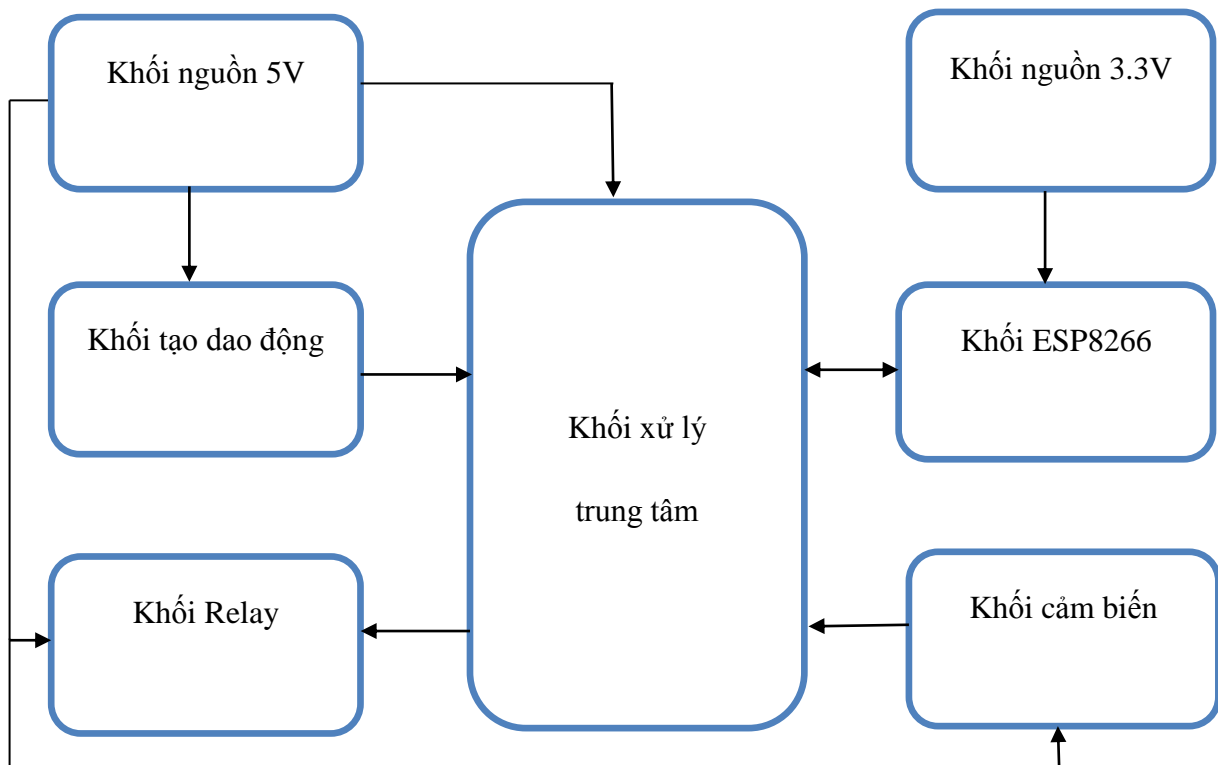 Khối nguồn 5V
Khối nguồn 3.3V
Khối tạo dao động
Khối ESP8266
Khối xử lý
trung tâm
Khối Relay
Khối cảm biến